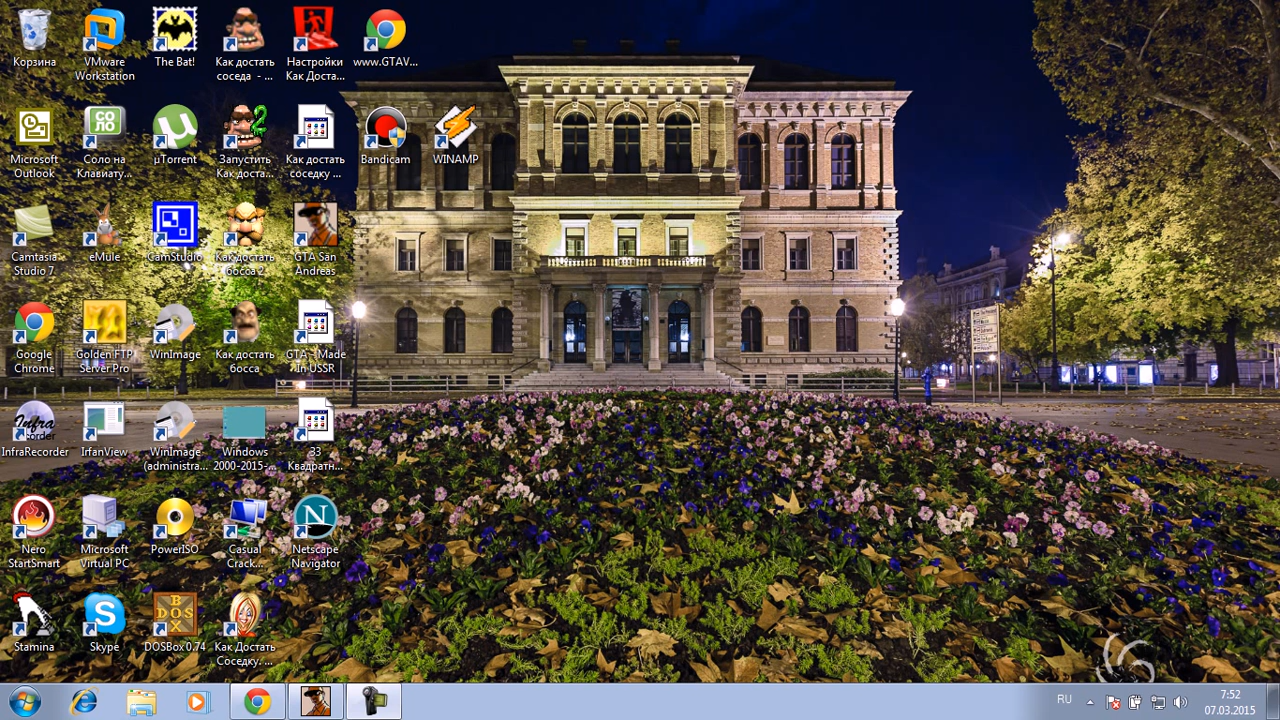 Корзина
VMware
Workstation
The Bat!
Как достать
соседа - ...
Настройки
Как Доста...
www.GTAV...
Microsoft
Outlook
СОЛО
Соло на
Клавиату...
µTorrent
Запустить
Как доста...
Как достать
соседку ...
Bandicam
WINAMP
Camtasia
Studio 7
eMule
CamStudio
Как достать
босса 2
GTA San
Andreas
Google
Chrome
Golden FTP
Server Pro
WinImage
Как достать
босса
GTA - Made
In USSR
Infra
InfraRecorder
IrfanView
WinImage
(administra...
Windows
2000-2015-...
33
Квадратн...
Nero
StartSmart
Microsoft
Virtual PC
PowerISO
Casual
Crack...
N
Netscape
Navigator
Stamina
S
Skype
DOS BOX
DOSBox 0.74
Как Достать
Соседку. ...
RU
7:52
07.03.2015